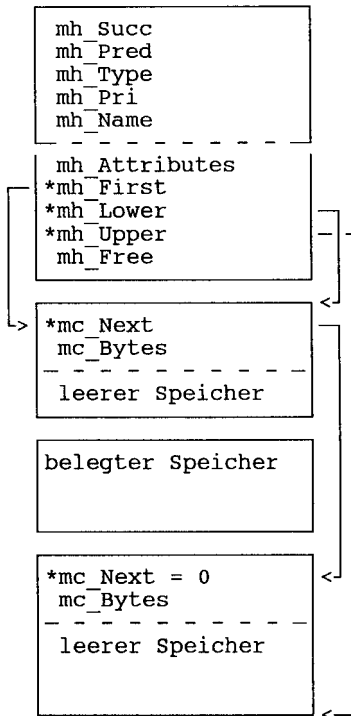 mh_Succ
mh_Pred
mh_Type
mh_Pri
mh_Name
mh_Attributes
*mh_First
*mh_Lower
*mh_Upper
mh_Free
*mc_Next
mc_Bytes
leerer Speicher
belegter Speicher
*mc_Next = 0
mc_Bytes
leerer Speicher